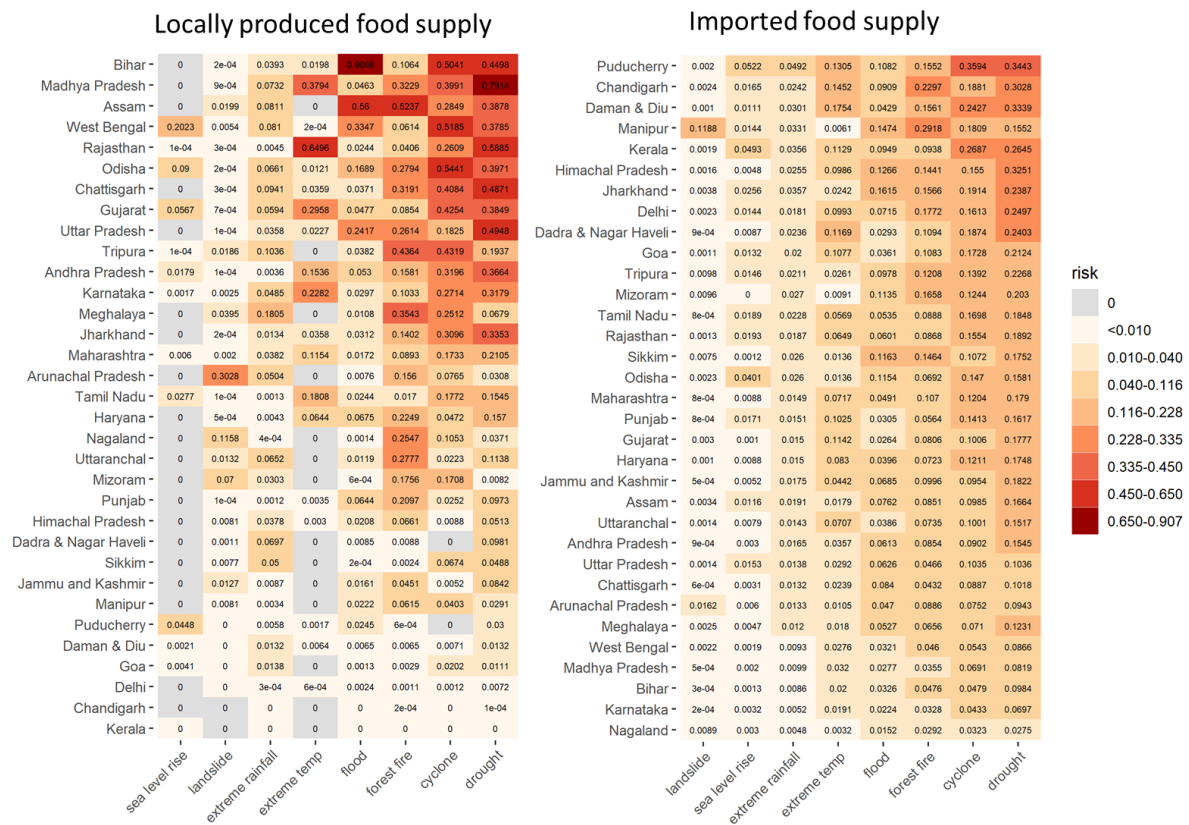 Locally produced food supply
Bihar 0 2e-04 0.0393 0.0198 0.9068 0.1064 0.5041 0.4498
Madhya Pradesh 0 9e-04 0.0732 0.3794 0.0463 0.3229 0.3991 0.7914
Assam 0 0.0199 0.0811 0 0.56 0.5237 0.2849 0.3878
West Bengal 0.2023 0.0054 0.081 2e-04 0.3347 0.0614 0.5185 0.3785
Rajasthan 1e-04 3e-04 0.0045 0.6496 0.0244 0.0406 0.2609 0.5885
Odisha 0.09 2e-04 0.0661 0.0121 0.1689 0.2794 0.5441 0.3971
Chattisgarh 0 3e-04 0.0941 0.0359 0.0371 0.3191 0.4084 0.4871
Gujarat 0.0567 7e-04 0.0594 0.2958 0.0477 0.0854 0.4254 0.3849
Uttar Pradesh 0 1e-04 0.0358 0.0227 0.2417 0.2614 0.1825 0.4948
Tripura 1e-04 0.0186 0.1036 0 0.0382 0.4364 0.4319 0.1937
Andhra Pradesh 0.0179 1e-04 0.0036 0.1536 0.053 0.1581 0.3196 0.3664
Karnataka 0.0017 0.0025 0.0485 0.2282 0.0297 0.1033 0.2714 0.3179
Meghalaya 0 0.0395 0.1805 0 0.0108 0.3543 0.2512 0.0679
Jharkhand 0 2e-04 0.0134 0.0358 0.0312 0.1402 0.3096 0.3353
Maharashtra 0.006 0.002 0.0382 0.1154 0.0172 0.0893 0.1733 0.2105
Arunachal Pradesh 0 0.3028 0.0504 0 0.0076 0.156 0.0765 0.0308
Tamil Nadu 0.0277 1e-04 0.0013 0.1808 0.0244 0.017 0.1772 0.1545
Haryana 0 5e-04 0.0043 0.0644 0.0675 0.2249 0.0472 0.157
Nagaland 0 0.1158 4e-04 0 0.0014 0.2547 0.1053 0.0371
Uttaranchal 0 0.0132 0.0652 0 0.0119 0.2777 0.0223 0.1138
Mizoram 0 0.07 0.0303 0 6e-04 0.1756 0.1708 0.0082
Punjab 0 1e-04 0.0012 0.0035 0.0644 0.2097 0.0252 0.0973
Himachal Pradesh 0 0.0081 0.0378 0.003 0.0208 0.0661 0.0088 0.0513
Dadra & Nagar Haveli 0 0.0011 0.0697 0 0.0085 0.0088 0 0.0981
Sikkim 0 0.0077 0.05 0 2e-04 0.0024 0.0674 0.0488
Jammu and Kashmir 0 0.0127 0.0087 0 0.0161 0.0451 0.0052 0.0842
Manipur 0 0.0081 0.0034 0 0.0222 0.0615 0.0403 0.0291
Puducherry 0.0448 0 0.0058 0.0017 0.0245 6e-04 0 0.03
Daman & Diu 0.0021 0 0.0132 0.0064 0.0065 0.0065 0.0071 0.0132
Goa 0.0041 0 0.0138 0 0.0013 0.0029 0.0202 0.0111
Delhi 0 0 3e-04 6e-04 0.0024 0.0011 0.0012 0.0072
Chandigarh 0 0 0 0 0 2e-04 0 1e-04
Kerala 0 0 0 0 0 0 0 0
sea level rise landslide extreme rainfall extreme temp flood forest fire cyclone drought
Imported food supply
Puducherry 0.002 0.0522 0.0492 0.1305 0.1082 0.1552 0.3594 0.3443
Chandigarh 0.0024 0.0165 0.0242 0.1452 0.0909 0.2297 0.1881 0.3028
Daman & Diu 0.001 0.0111 0.0301 0.1754 0.0429 0.1561 0.2427 0.3339
Manipur 0.1188 0.0144 0.0331 0.0061 0.1474 0.2918 0.1809 0.1552
Kerala 0.0019 0.0493 0.0356 0.1129 0.0949 0.0938 0.2687 0.2645
Himachal Pradesh 0.0016 0.0048 0.0255 0.0986 0.1266 0.1441 0.155 0.3251
Jharkhand 0.0038 0.0256 0.0357 0.0242 0.1615 0.1566 0.1914 0.2387
Delhi 0.0023 0.0144 0.0181 0.0993 0.0715 0.1772 0.1613 0.2497
Dadra & Nagar Haveli 9e-04 0.0087 0.0236 0.1169 0.0293 0.1094 0.1874 0.2403
Goa 0.0011 0.0132 0.02 0.1077 0.0361 0.1083 0.1728 0.2124
Tripura 0.0098 0.0146 0.0211 0.0261 0.0978 0.1208 0.1392 0.2268
Mizoram 0.0096 0 0.027 0.0091 0.1135 0.1658 0.1244 0.203
Tamil Nadu 8e-04 0.0189 0.0228 0.0569 0.0535 0.0888 0.1698 0.1848
Rajasthan 0.0013 0.0193 0.0187 0.0649 0.0601 0.0868 0.1554 0.1892
Sikkim 0.0075 0.0012 0.026 0.0136 0.1163 0.1464 0.1072 0.1752
Odisha 0.0023 0.0401 0.026 0.0136 0.1154 0.0692 0.147 0.1581
Maharashtra 8e-04 0.0088 0.0149 0.0717 0.0491 0.107 0.1204 0.179
Punjab 8e-04 0.0171 0.0151 0.1025 0.0305 0.0564 0.1413 0.1617
Gujarat 0.003 0.001 0.015 0.1142 0.0264 0.0806 0.1006 0.1777
Haryana 0.001 0.0088 0.015 0.083 0.0396 0.0723 0.1211 0.1748
Jammu and Kashmir 5e-04 0.0052 0.0175 0.0442 0.0685 0.0996 0.0954 0.1822
Assam 0.0034 0.0116 0.0191 0.0179 0.0762 0.0851 0.0985 0.1664
Uttaranchal 0.0014 0.0079 0.0143 0.0707 0.0386 0.0735 0.1001 0.1517
Andhra Pradesh 9e-04 0.003 0.0165 0.0357 0.0613 0.0854 0.0902 0.1545
Uttar Pradesh 0.0014 0.0153 0.0138 0.0292 0.0626 0.0466 0.1035 0.1036
Chattisgarh 6e-04 0.0031 0.0132 0.0239 0.084 0.0432 0.0887 0.1018
Arunachal Pradesh 0.0162 0.006 0.0133 0.0105 0.047 0.0886 0.0752 0.0943
Meghalaya 0.0025 0.0047 0.012 0.018 0.0527 0.0656 0.071 0.1231
West Bengal 0.0022 0.0019 0.0093 0.0276 0.0321 0.046 0.0543 0.0866
Madhya Pradesh 5e-04 0.002 0.0099 0.032 0.0277 0.0355 0.0691 0.0819
Bihar 3e-04 0.0013 0.0086 0.02 0.0326 0.0476 0.0479 0.0984
Karnataka 2e-04 0.0032 0.0052 0.0191 0.0224 0.0328 0.0433 0.0697
Nagaland 0.0089 0.003 0.0048 0.0032 0.0152 0.0292 0.0323 0.0275
landslide sea level rise extreme rainfall extreme temp flood forest fire cyclone drought
risk
0
<0.010
0.010-0.040
0.040-0.116
0.116-0.228
0.228-0.335
0.335-0.450
0.450-0.650
0.650-0.907